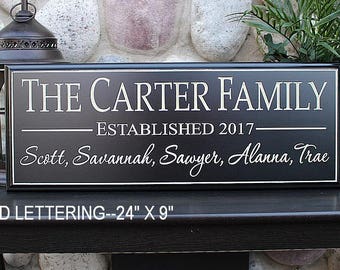 THE CARTER FAMILY
ESTABLISHED 2017
Scott, Savannah, Sawyer, Alanna, Trae
D LETTERING--24" X 9"